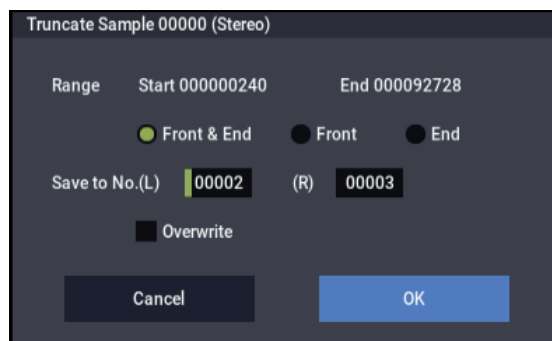 Truncate Sample 00000 (Stereo)
Range Start 000000240 End 000092728
Front & End Front End
Save to No.(L) 00002 (R) 00003
Overwrite
Cancel OK